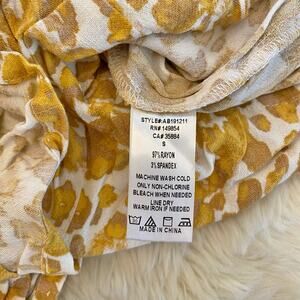 STYLE#:AB191211
RN# 149854
CA# 35884
S
97%RAYON
3%SPANDEX
MACHINE WASH COLD
ONLY NON-CHLORINE
BLEACH WHEN NEEDED
LINE DRY
WARM IRON IF NEEDED
MADE IN CHINA